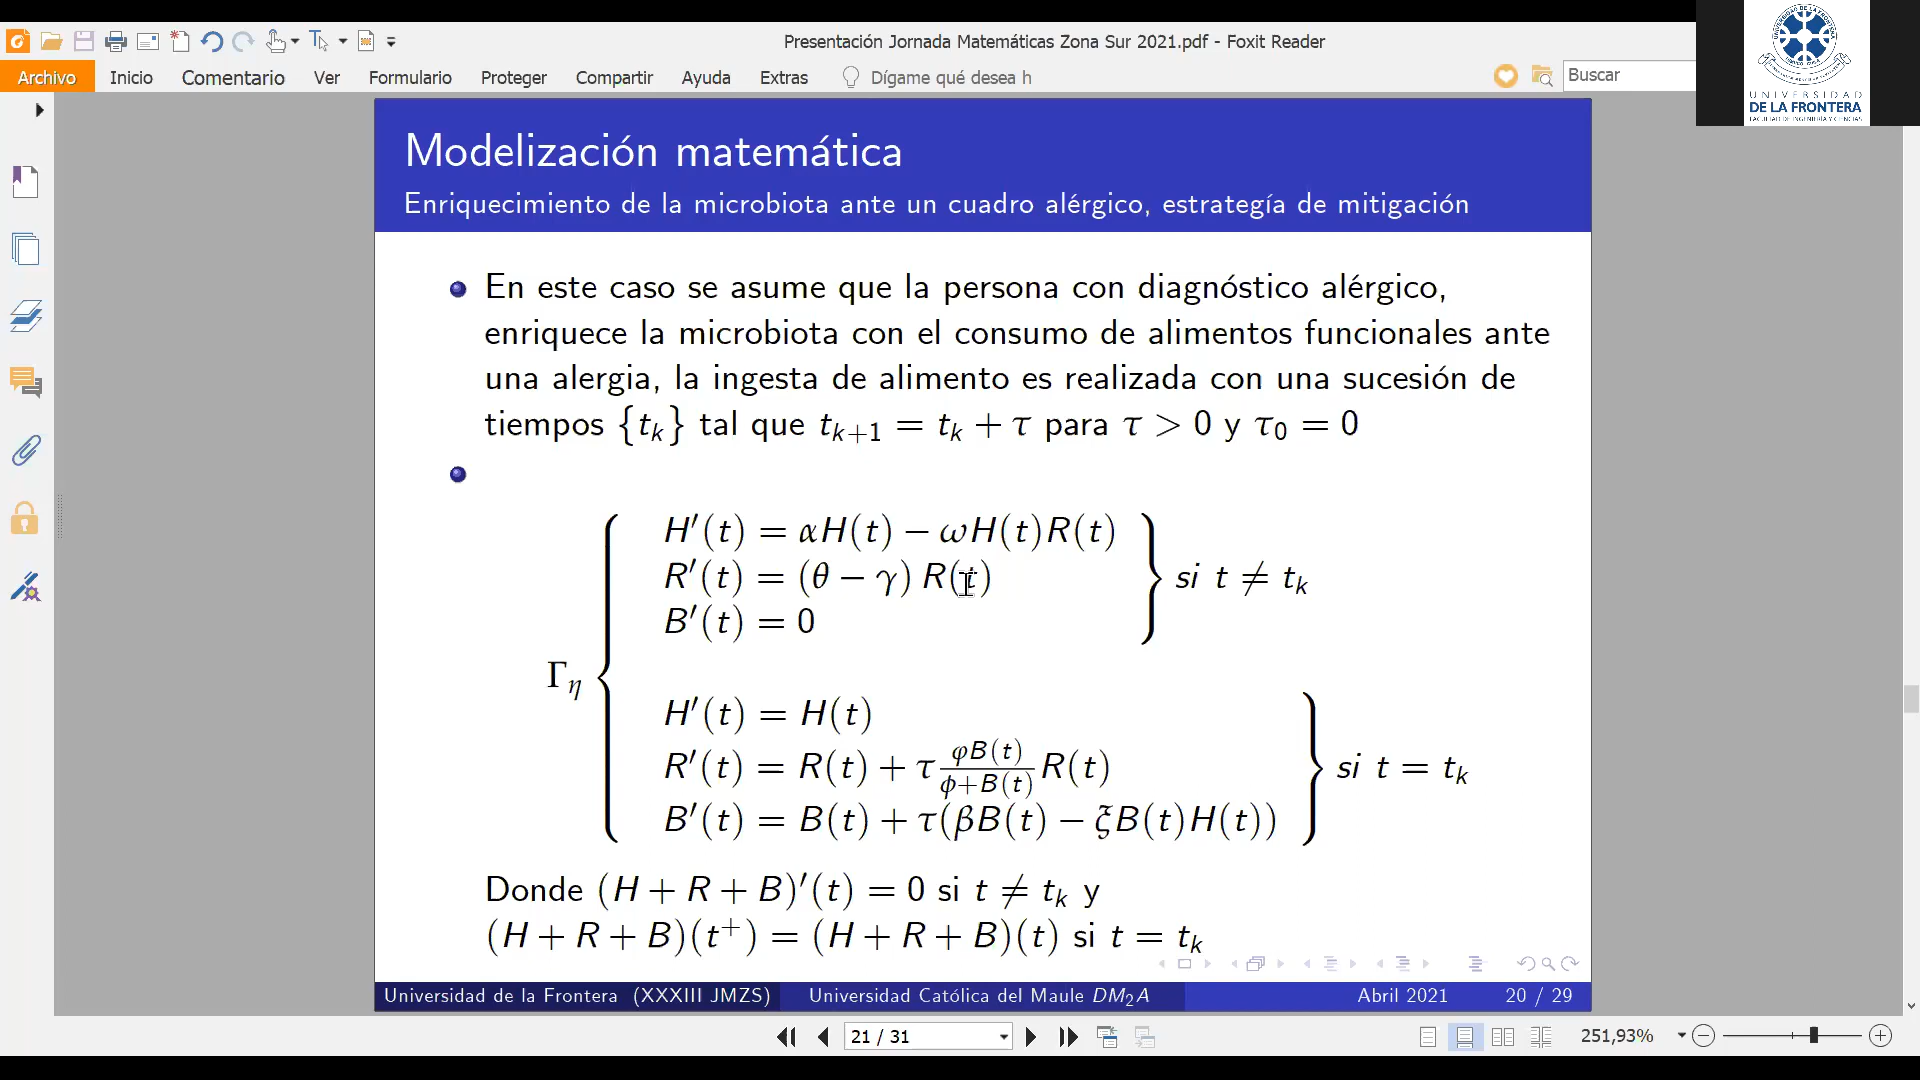 Presentación Jornada Matemáticas Zona Sur 2021.pdf - Foxit Reader
Archivo Inicio Comentario Ver Formulario Proteger Compartir Ayuda Extras Dígame qué desea h Buscar
UNIVERSIDAD
DE LA FRONTERA
FACULTAD DE INGENIERÍA Y CIENCIAS
Modelización matemática
Enriquecimiento de la microbiota ante un cuadro alérgico, estrategía de mitigación
En este caso se asume que la persona con diagnóstico alérgico,
enriquece la microbiota con el consumo de alimentos funcionales ante
una alergia, la ingesta de alimento es realizada con una sucesión de
tiempos {t_k} tal que t_{k+1} = t_k + τ para τ > 0 y τ_0 = 0
H′(t) = αH(t) − ωH(t)R(t)
R′(t) = (θ − γ) R(t) si t ≠ t_k
B′(t) = 0
Γ_η
H′(t) = H(t)
R′(t) = R(t) + τ \frac{φB(t)}{ϕ+B(t)} R(t) si t = t_k
B′(t) = B(t) + τ(βB(t) − ξB(t)H(t))
Donde (H + R + B)′(t) = 0 si t ≠ t_k y
(H + R + B)(t⁺) = (H + R + B)(t) si t = t_k
Universidad de la Frontera (XXXIII JMZS) Universidad Católica del Maule DM₂A Abril 2021 20 / 29
21 / 31 251,93%